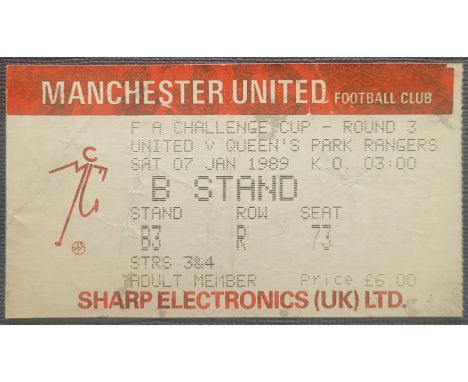 MANCHESTER UNITED FOOTBALL CLUB
F A CHALLENGE CUP - ROUND 3
UNITED V QUEEN'S PARK RANGERS
SAT 07 JAN 1989 K.O. 03:00
B STAND
STAND ROW SEAT
B3 R 73
STRS 3&4
ADULT MEMBER Price £6.00
SHARP ELECTRONICS (UK) LTD.